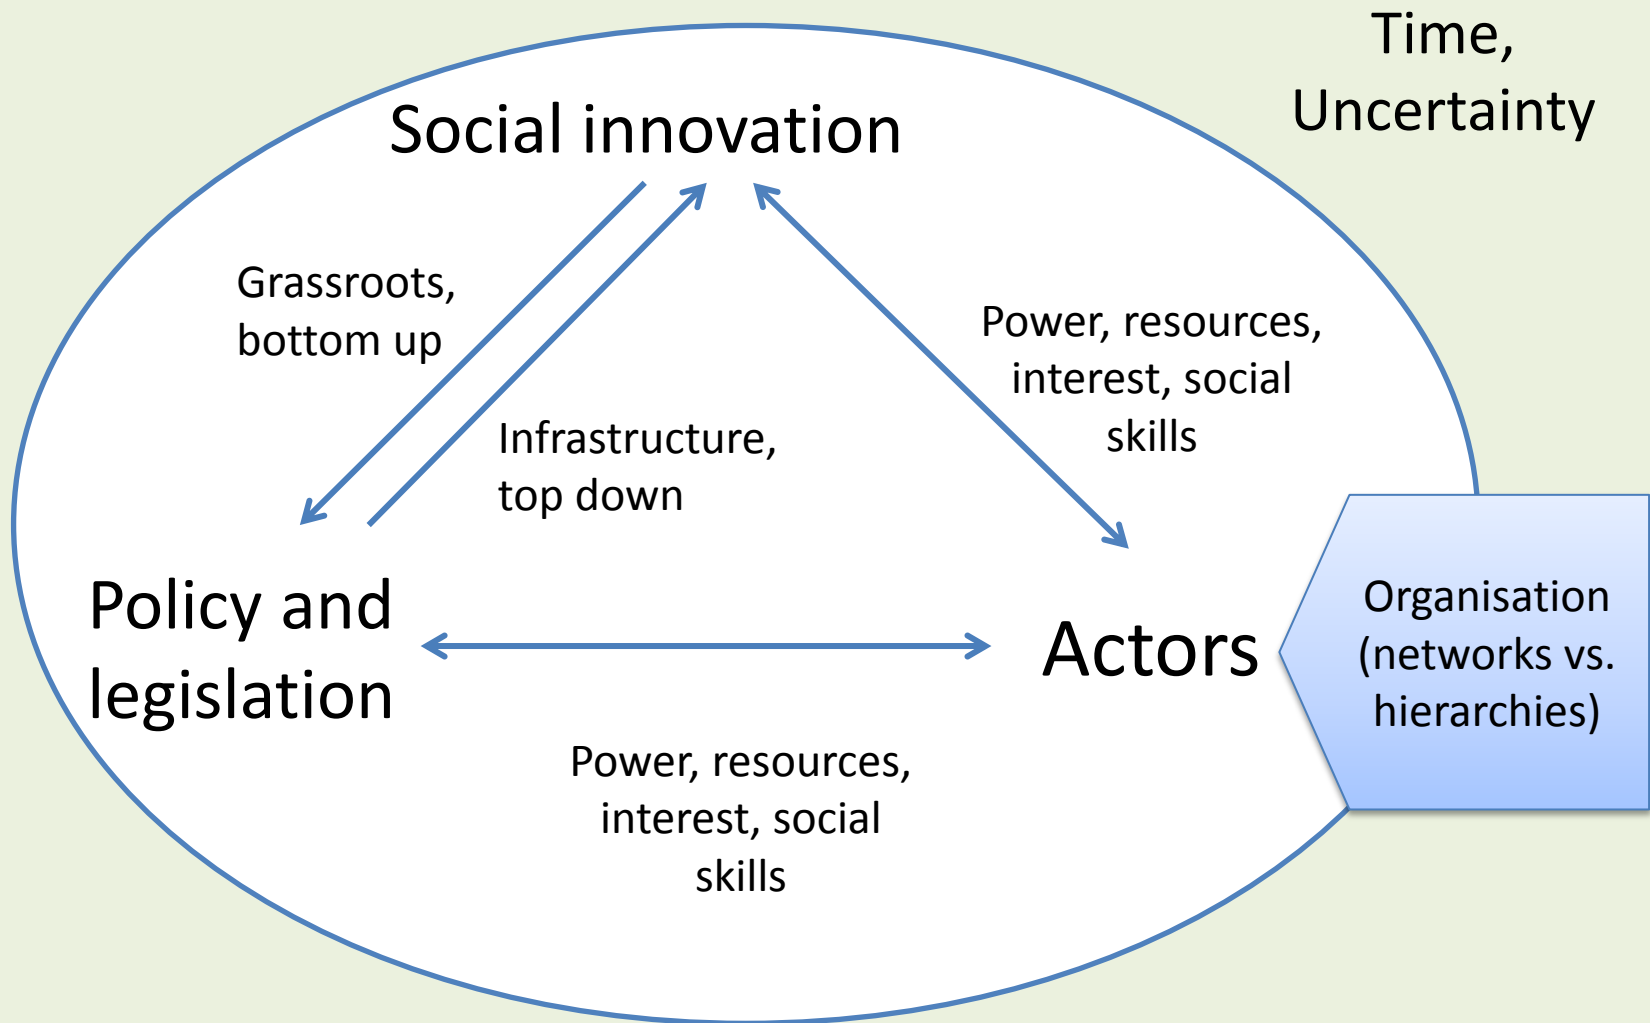 Time,
Uncertainty
Social innovation
Grassroots,
bottom up
Power, resources,
interest, social
skills
Infrastructure,
top down
Policy and
legislation
Actors
Organisation
(networks vs.
hierarchies)
Power, resources,
interest, social
skills